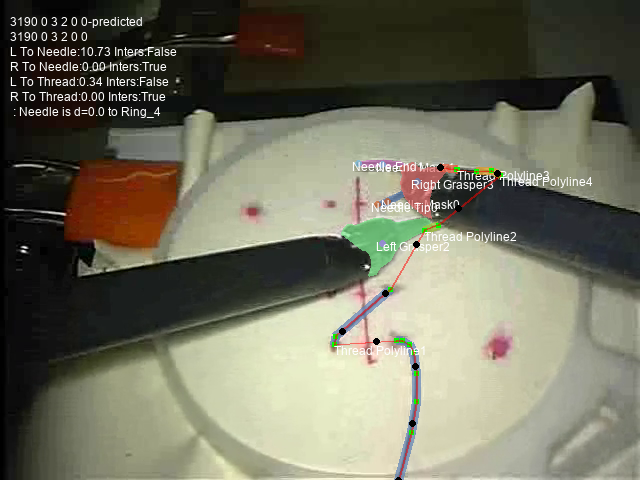 3190 0 3 2 0 0-predicted
3190 0 3 2 0 0
L To Needle:10.73 Inters:False
R To Needle:0.00 Inters:True
L To Thread:0.34 Inters:False
R To Thread:0.00 Inters:True
: Needle is d=0.0 to Ring_4
Needle End
Thread Polyline3
Thread Polyline4
Right Grasper3
Needle Tip
Mask0
Thread Polyline2
Left Grasper2
Thread Polyline1